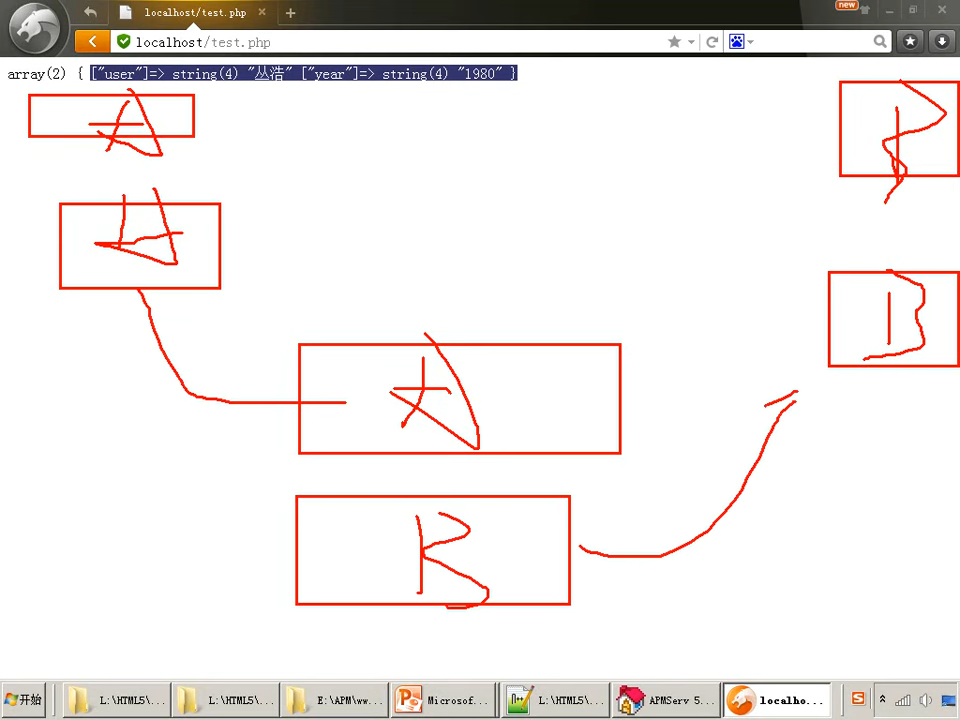 new
localhost/test.php
localhost/test.php
array(2) { ["user"]=> string(4) "丛浩" ["year"]=> string(4) "1980" }
A
A
A
B
B
开始
L:\HTML5\...
L:\HTML5\...
E:\APM\ww...
Microsof...
L:\HTML5\...
APMServ 5...
localho...